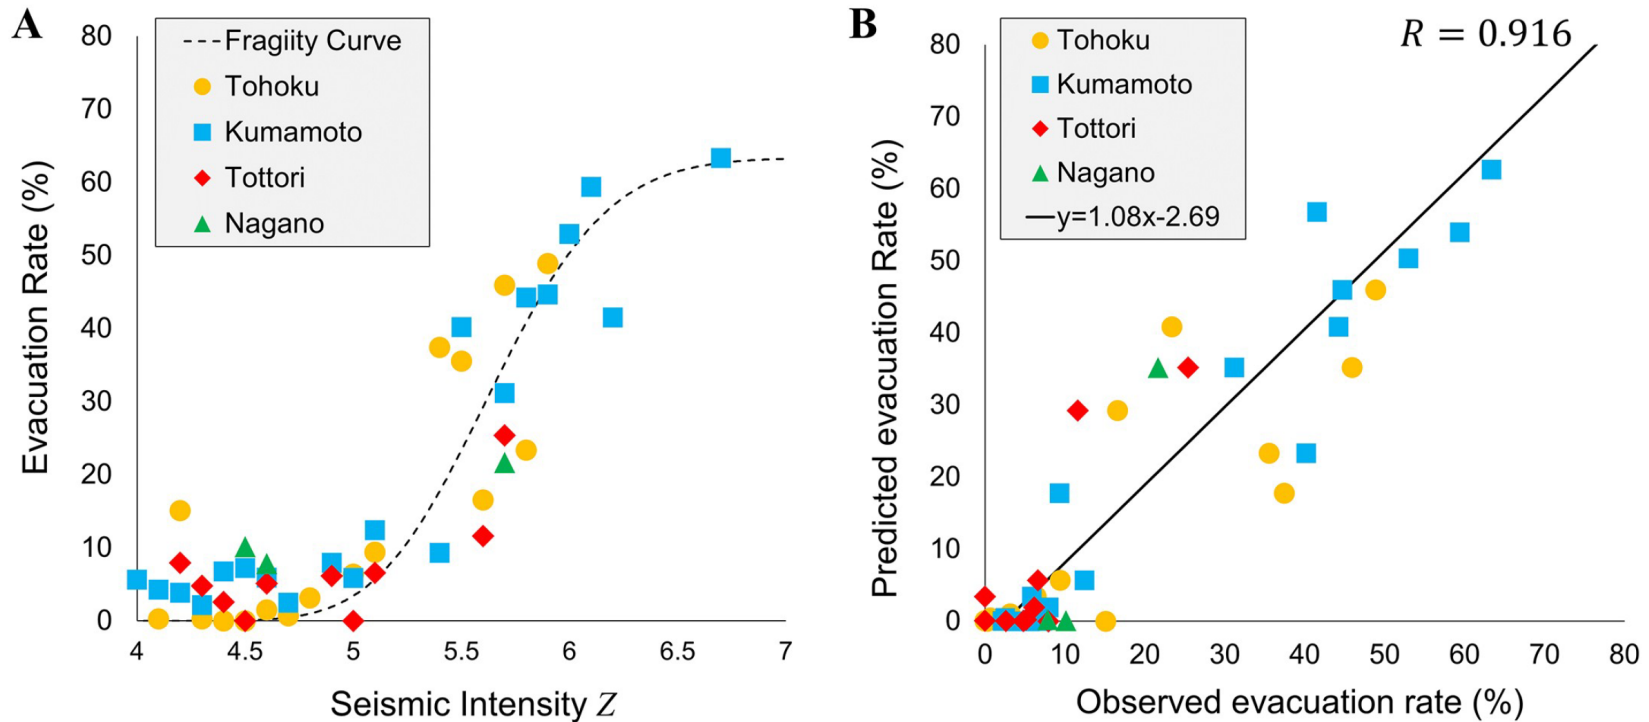 A
Fragiity Curve
Tohoku
Kumamoto
Tottori
Nagano
80
70
60
50
40
30
20
10
0
4
4.5
5
5.5
6
6.5
7
Evacuation Rate (%)
Seismic Intensity Z
B
R = 0.916
Tohoku
Kumamoto
Tottori
Nagano
y=1.08x-2.69
80
70
60
50
40
30
20
10
0
0
10
20
30
40
50
60
70
80
Predicted evacuation Rate (%)
Observed evacuation rate (%)